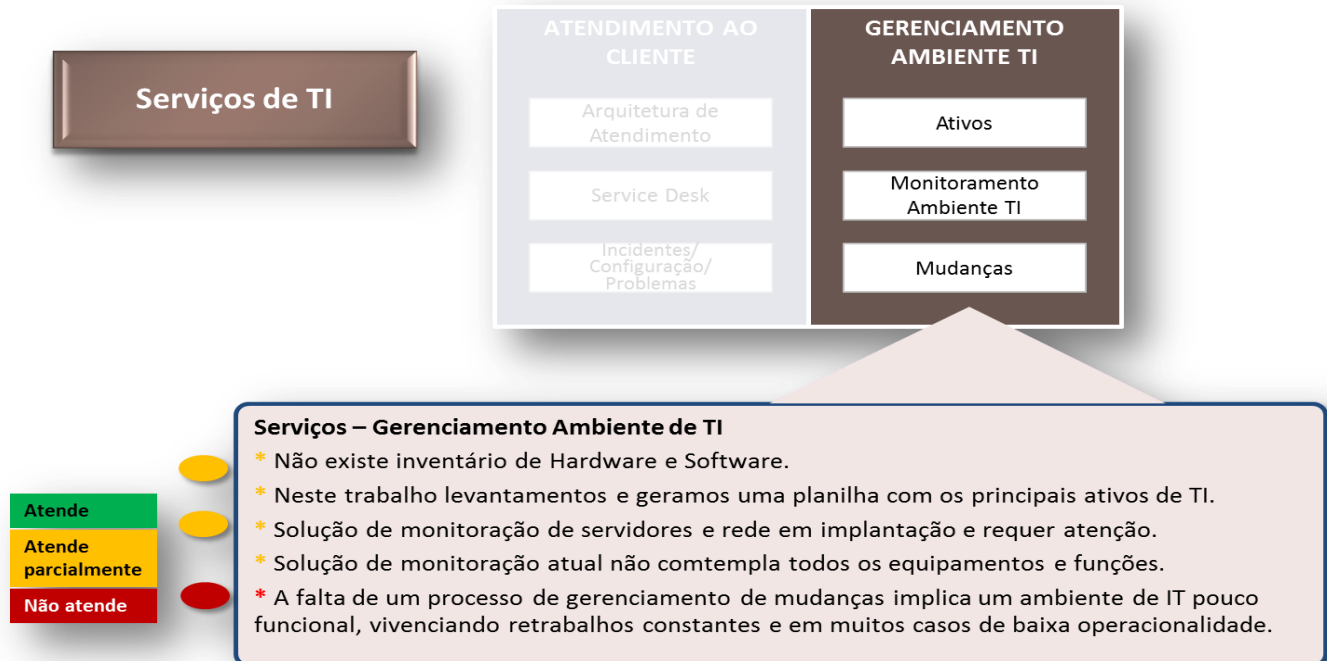 Serviços de TI
ATENDIMENTO AO
CLIENTE
Arquitetura de
Atendimento
Service Desk
Incidentes/
Configuração/
Problemas
GERENCIAMENTO
AMBIENTE TI
Ativos
Monitoramento
Ambiente TI
Mudanças
Atende
Atende
parcialmente
Não atende
Serviços – Gerenciamento Ambiente de TI
* Não existe inventário de Hardware e Software.
* Neste trabalho levantamentos e geramos uma planilha com os principais ativos de TI.
* Solução de monitoração de servidores e rede em implantação e requer atenção.
* Solução de monitoração atual não comtempla todos os equipamentos e funções.
* A falta de um processo de gerenciamento de mudanças implica um ambiente de IT pouco
funcional, vivenciando retrabalhos constantes e em muitos casos de baixa operacionalidade.